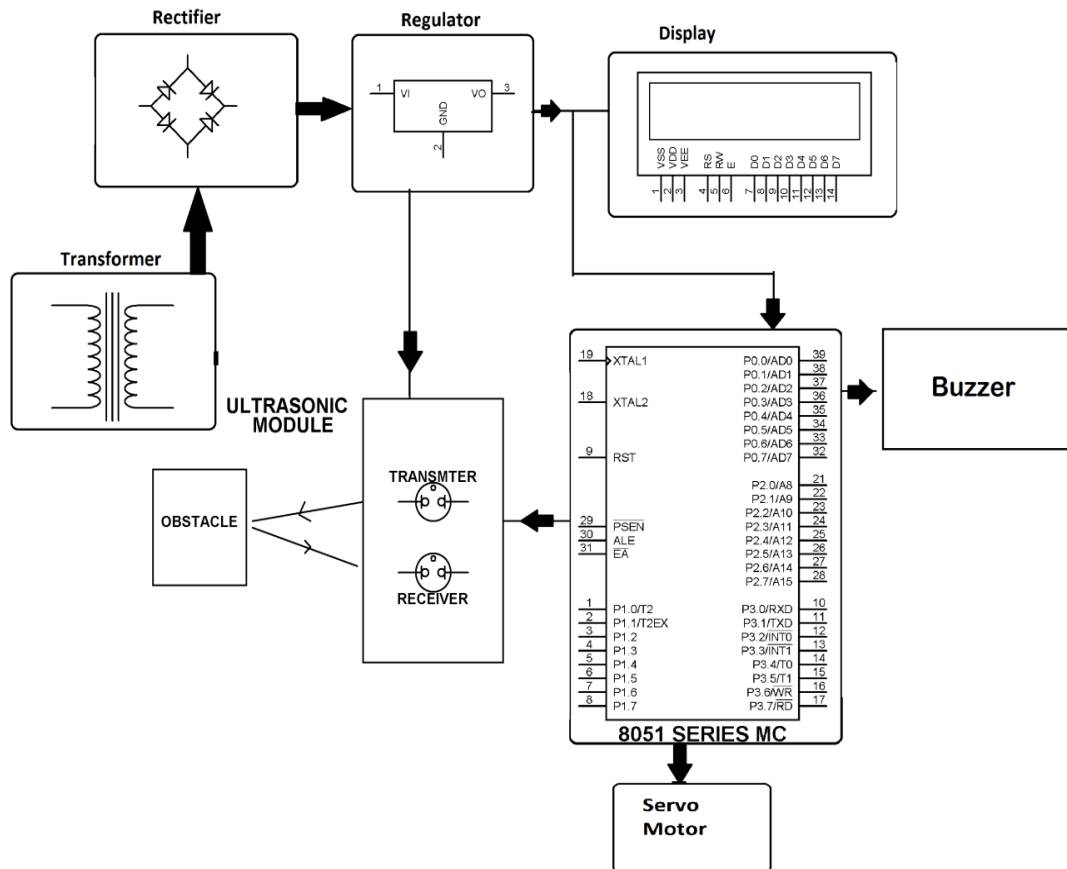 Rectifier
Regulator
Display
1
VI
VO
3
GND
2
VSS
VDD
VEE
RS
RW
E
D0
D1
D2
D3
D4
D5
D6
D7
1
2
3
4
5
6
7
8
9
10
11
12
13
14
Transformer
ULTRASONIC
MODULE
TRANSMTER
RECEIVER
OBSTACLE
19 XTAL1
18 XTAL2
9 RST
29 PSEN
30 ALE
31 EA
1 P1.0/T2
2 P1.1/T2EX
3 P1.2
4 P1.3
5 P1.4
6 P1.5
7 P1.6
8 P1.7
P0.0/AD0 39
P0.1/AD1 38
P0.2/AD2 37
P0.3/AD3 36
P0.4/AD4 35
P0.5/AD5 34
P0.6/AD6 33
P0.7/AD7 32
P2.0/A8 21
P2.1/A9 22
P2.2/A10 23
P2.3/A11 24
P2.4/A12 25
P2.5/A13 26
P2.6/A14 27
P2.7/A15 28
P3.0/RXD 10
P3.1/TXD 11
P3.2/INT0 12
P3.3/INT1 13
P3.4/T0 14
P3.5/T1 15
P3.6/WR 16
P3.7/RD 17
8051 SERIES MC
Buzzer
Servo
Motor